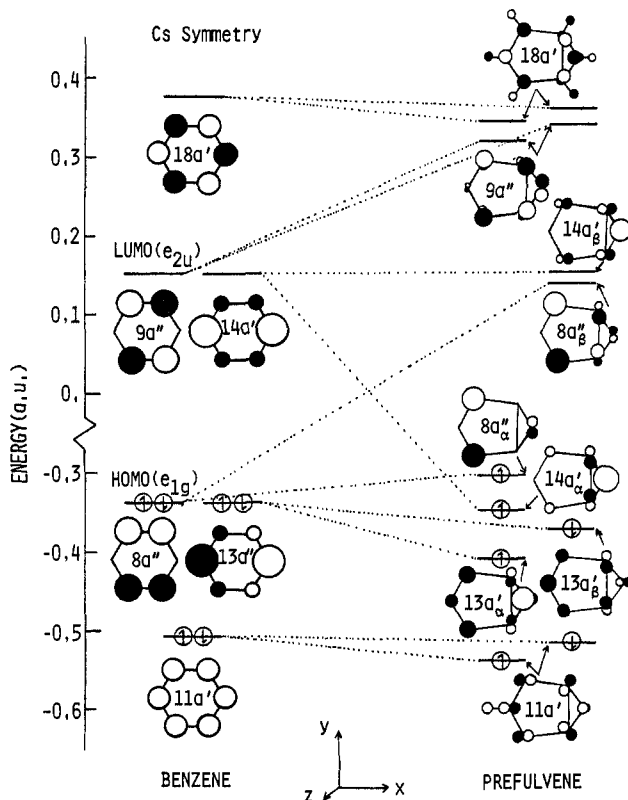 Cs Symmetry
18a'
0.4
18a'
0.3
9a"
14a'β
LUMO(e2u)
0.2
9a"
14a'
0.1
8a"β
0.
ENERGY(a.u.)
8a"α
HOMO(e1g)
-0.3
14a'α
8a"
13a"
-0.4
13a'α
13a'β
-0.5
11a'
-0.6
11a'
y
z
x
BENZENE
PREFULVENE